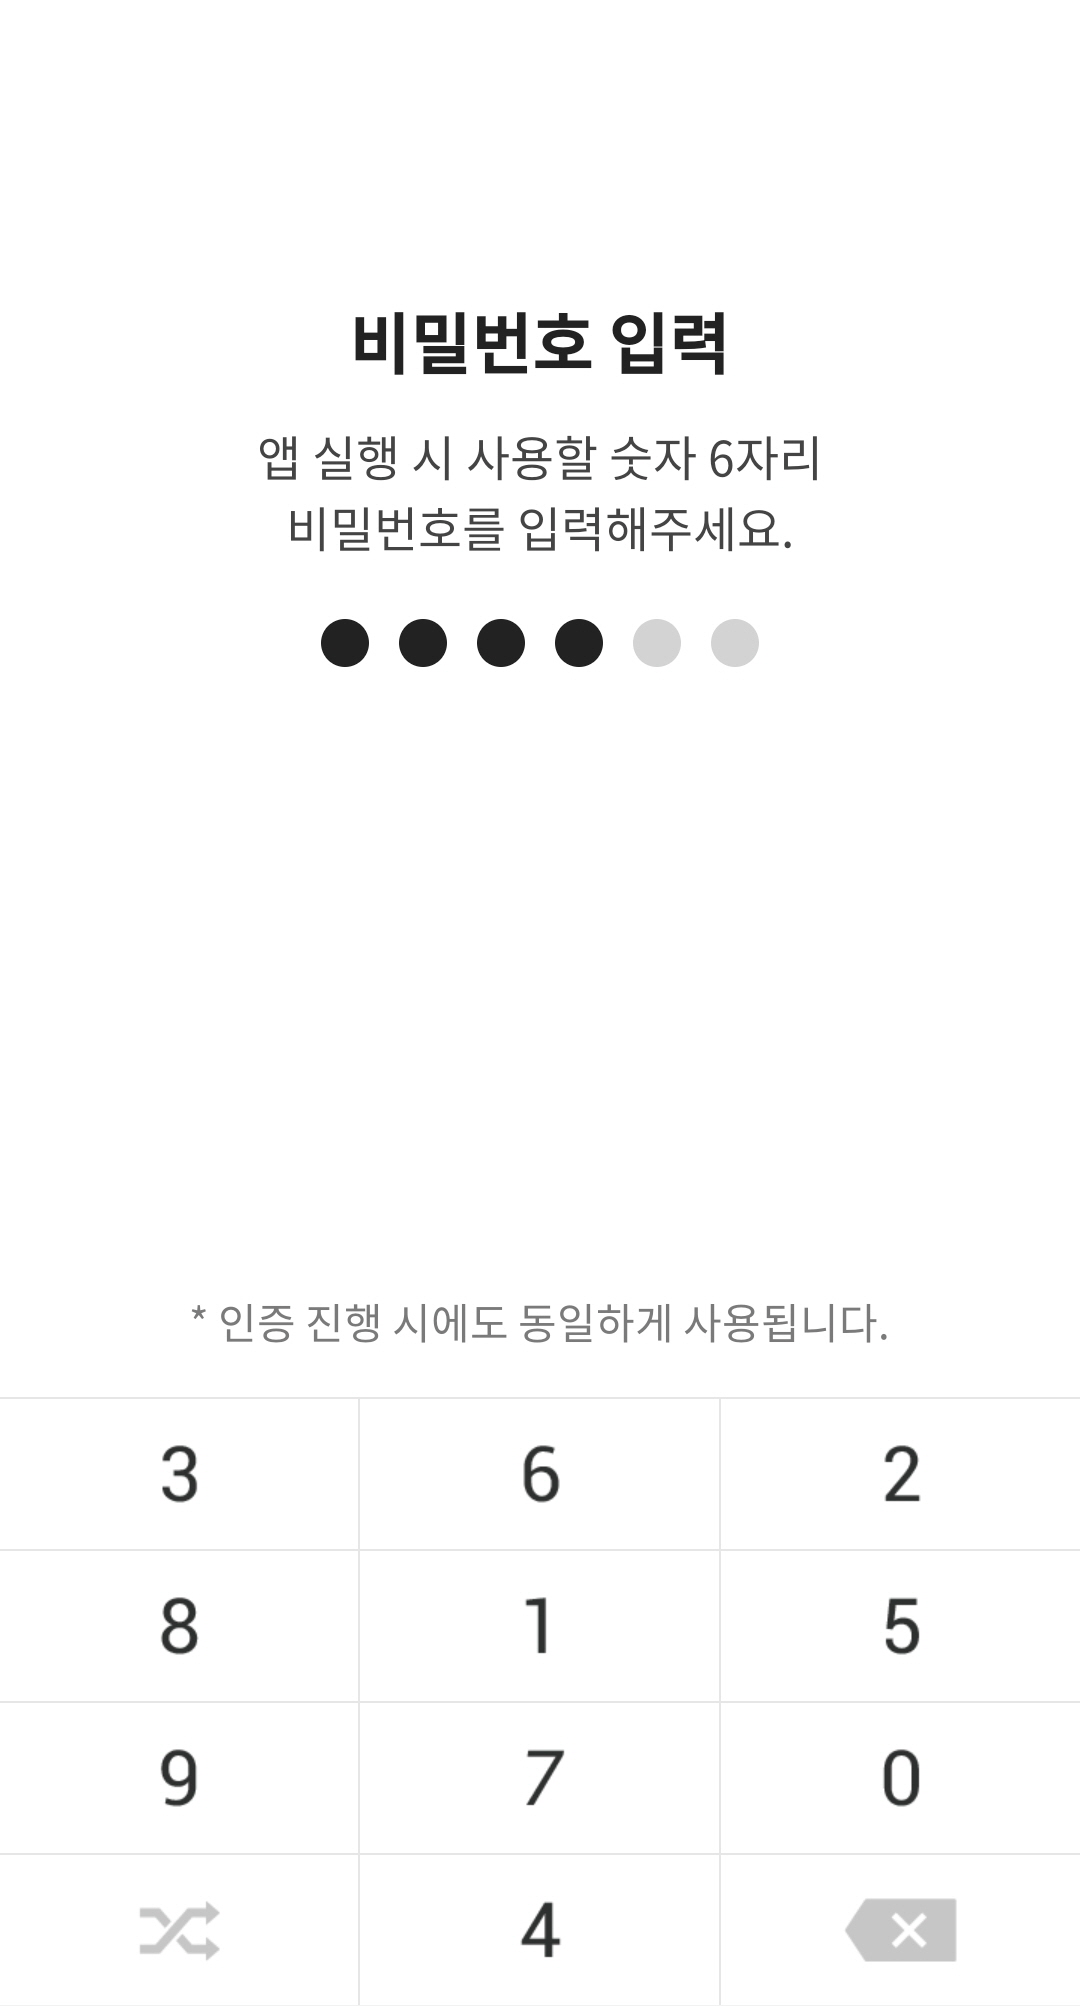 비밀번호 입력
앱 실행 시 사용할 숫자 6자리
비밀번호를 입력해주세요.
* 인증 진행 시에도 동일하게 사용됩니다.
3 6 2
8 1 5
9 7 0
4